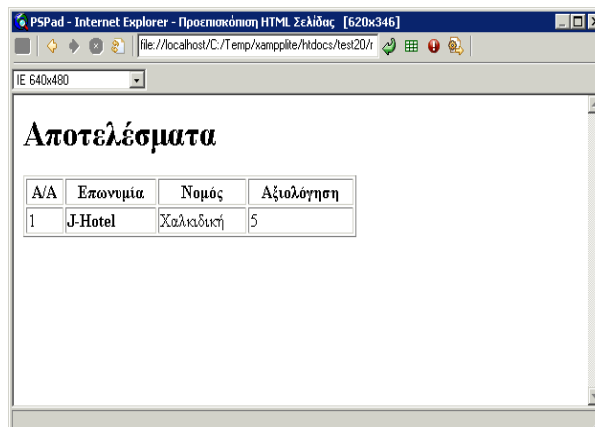 PSPad - Internet Explorer - Προεπισκόπιση HTML Σελίδας [620x346]
file://localhost/C:/Temp/xampplite/htdocs/test20/r
IE 640x480
Αποτελέσματα
Α/Α Επωνυμία Νομός Αξιολόγηση
1 J-Hotel Χαλκιδική 5